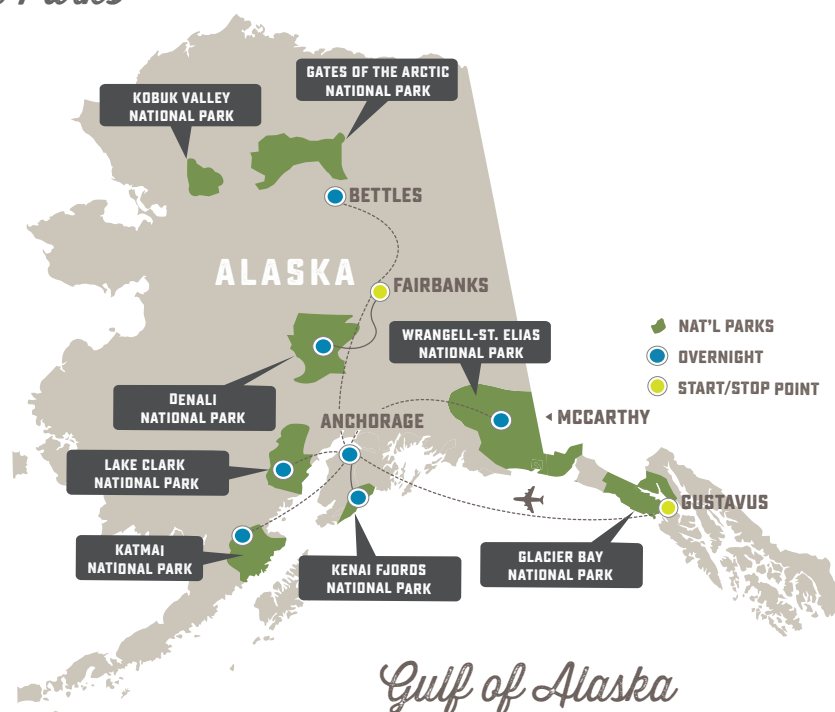 GATES OF THE ARCTIC
NATIONAL PARK
KOBUK VALLEY
NATIONAL PARK
BETTLES
ALASKA
FAIRBANKS
NAT'L PARKS
OVERNIGHT
START/STOP POINT
WRANGELL-ST. ELIAS
NATIONAL PARK
DENALI
NATIONAL PARK
ANCHORAGE
MCCARTHY
LAKE CLARK
NATIONAL PARK
GUSTAVUS
KATMAI
NATIONAL PARK
KENAI FJORDS
NATIONAL PARK
GLACIER BAY
NATIONAL PARK
Gulf of Alaska